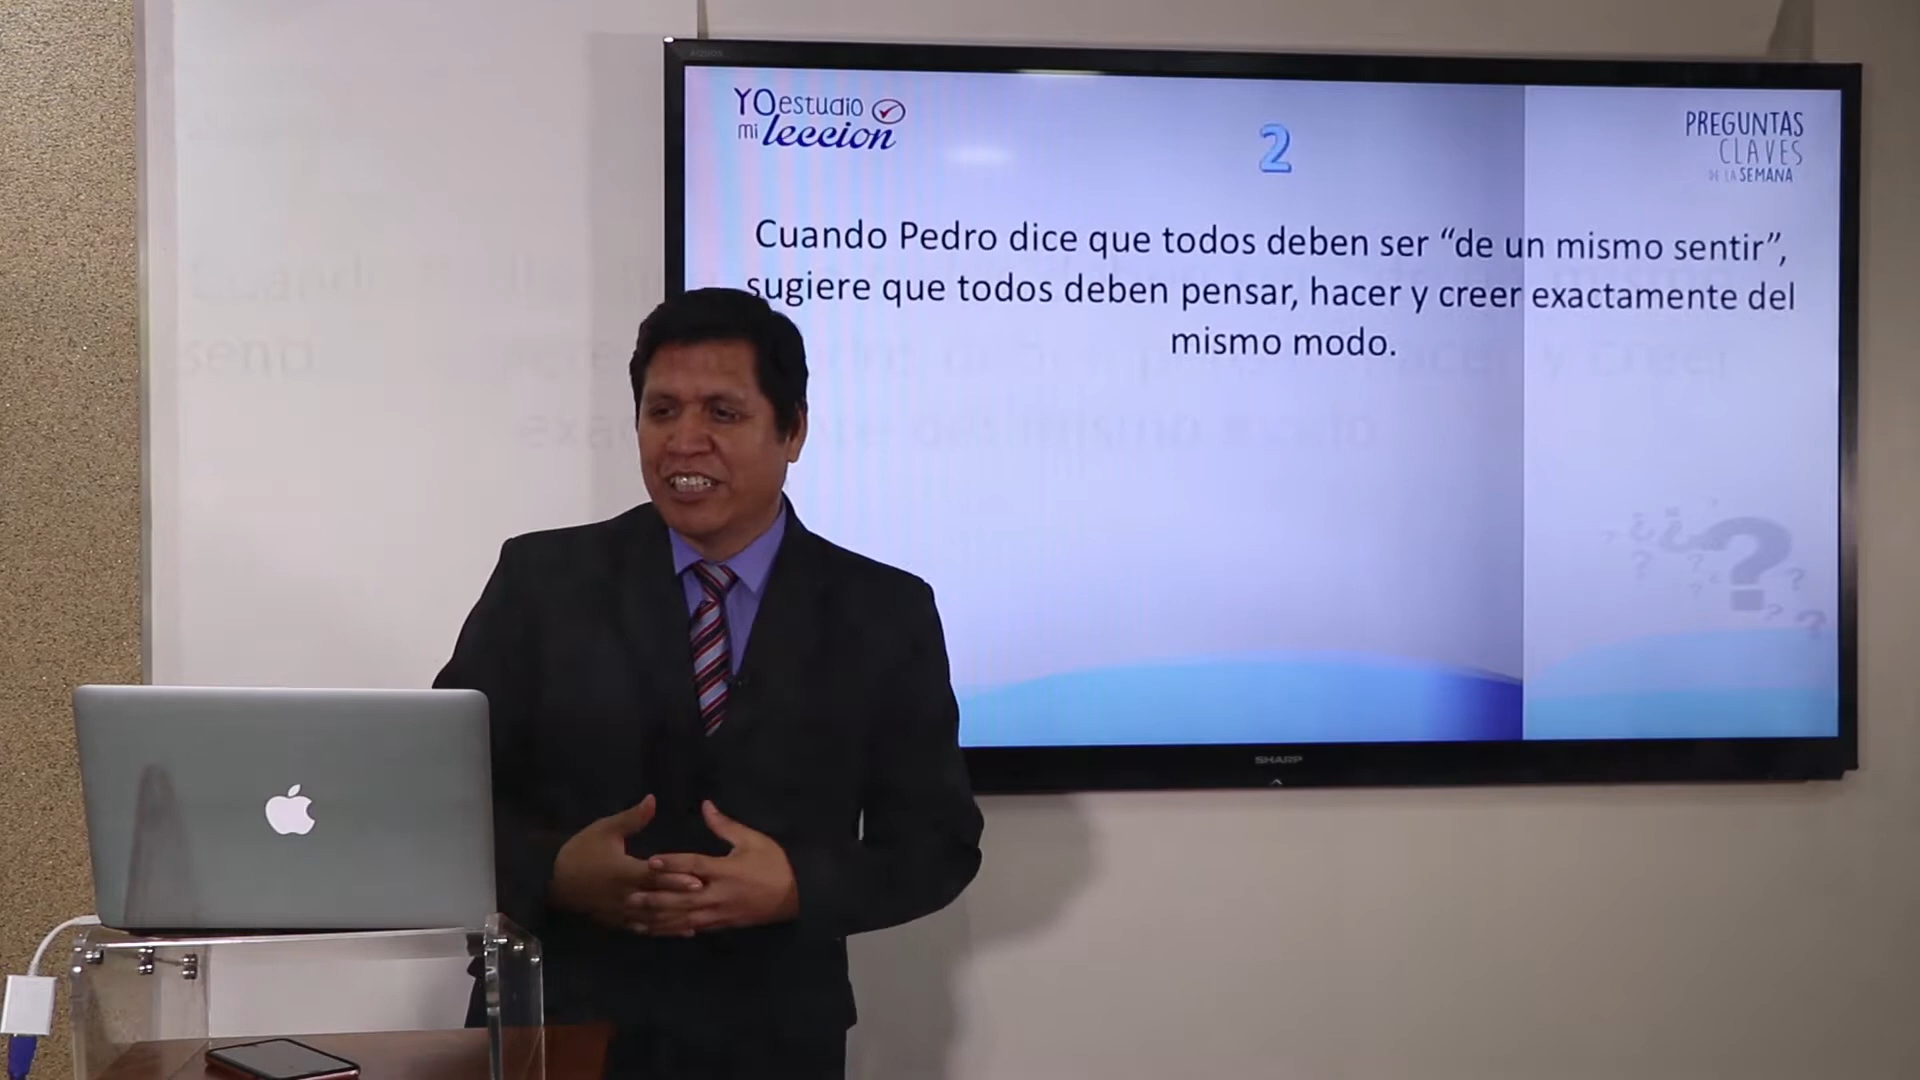 YO estudio
mi leccion
2
PREGUNTAS
CLAVES
DE LA SEMANA
Cuando Pedro dice que todos deben ser “de un mismo sentir”,
sugiere que todos deben pensar, hacer y creer exactamente del
mismo modo.
SHARP